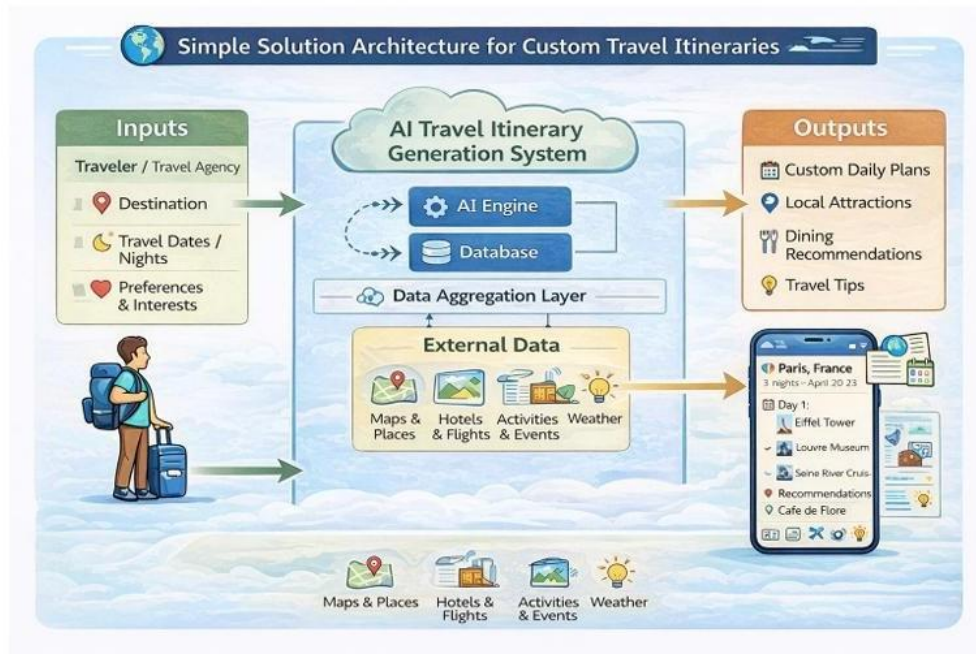 Simple Solution Architecture for Custom Travel Itineraries
Inputs
Traveler / Travel Agency
Destination
Travel Dates /
Nights
Preferences
& Interests
AI Travel Itinerary
Generation System
AI Engine
Database
Data Aggregation Layer
External Data
Maps &
Places
Hotels
& Flights
Activities
& Events
Weather
Outputs
Custom Daily Plans
Local Attractions
Dining
Recommendations
Travel Tips
Paris, France
3 nights - April 20 23
Day 1:
Eiffel Tower
Louvre Museum
Seine River Cruis
Recommendations
Cafe de Flore
Maps & Places
Hotels &
Flights
Activities
& Events
Weather